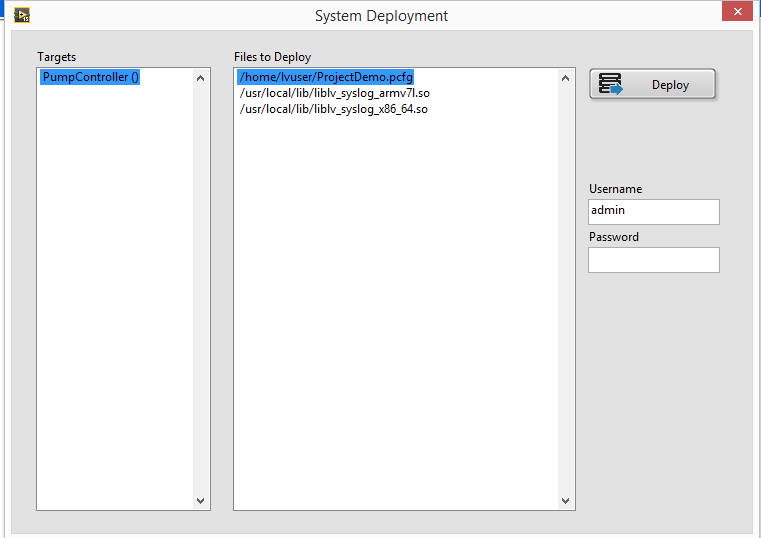 System Deployment
Targets
PumpController ()
Files to Deploy
/home/lvuser/ProjectDemo.pcfg
/usr/local/lib/liblv_syslog_armv7l.so
/usr/local/lib/liblv_syslog_x86_64.so
Deploy
Username
admin
Password